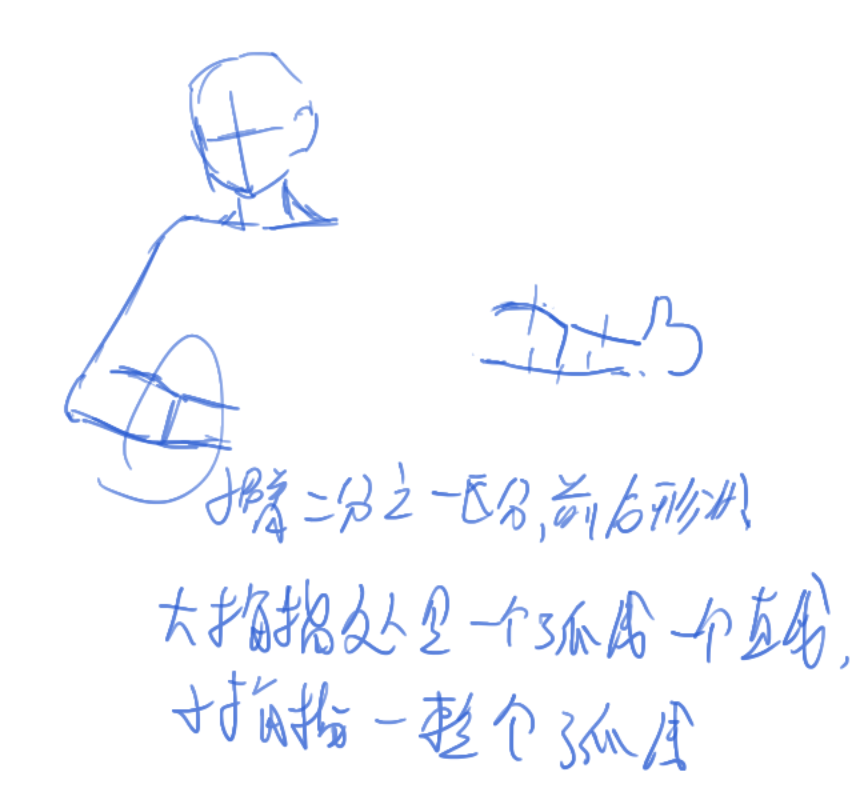 小臂二分之一区分,前后形状
大拇指处是一个弧度一个直线,
小拇指一整个弧度